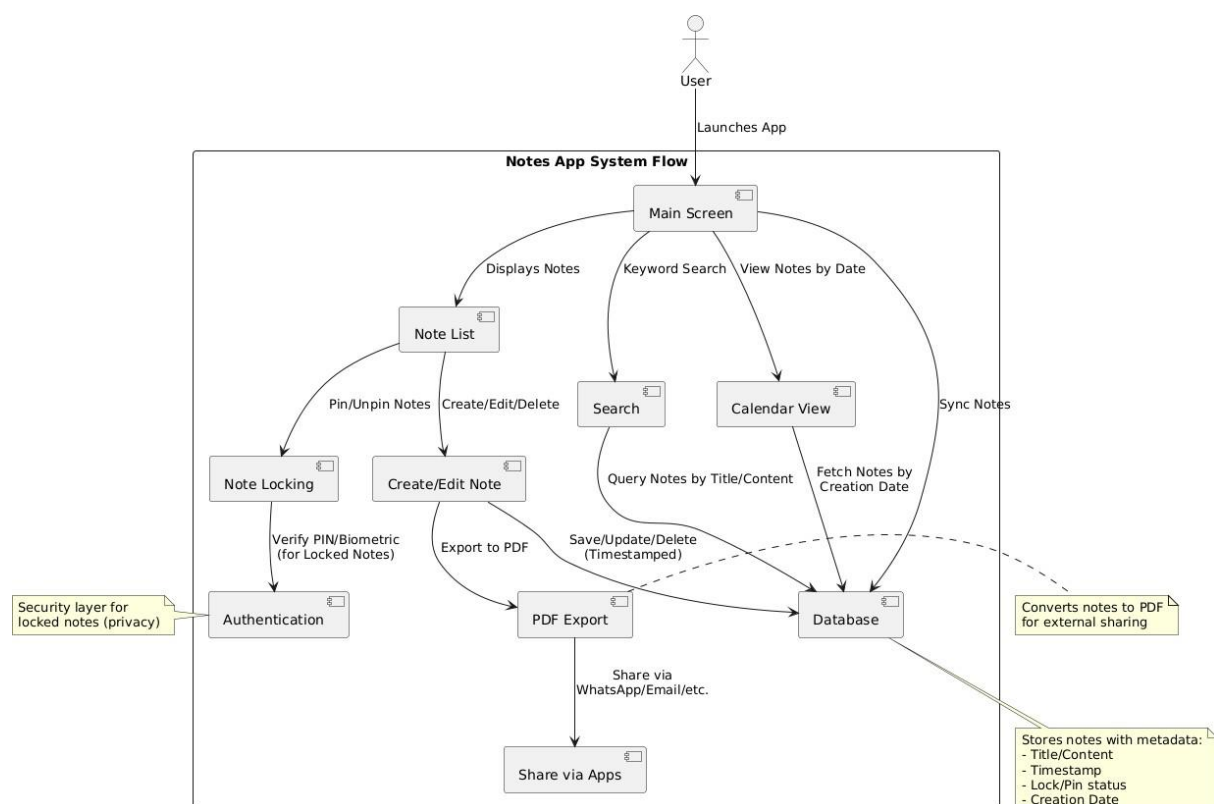 User
Launches App
Notes App System Flow
Main Screen
Displays Notes
Keyword Search
View Notes by Date
Note List
Pin/Unpin Notes
Create/Edit/Delete
Search
Calendar View
Sync Notes
Note Locking
Create/Edit Note
Query Notes by Title/Content
Fetch Notes by
Creation Date
Verify PIN/Biometric
(for Locked Notes)
Export to PDF
Save/Update/Delete
(Timestamped)
Security layer for
locked notes (privacy)
Authentication
PDF Export
Database
Converts notes to PDF
for external sharing
Share via
WhatsApp/Email/etc.
Share via Apps
Stores notes with metadata:
- Title/Content
- Timestamp
- Lock/Pin status
- Creation Date